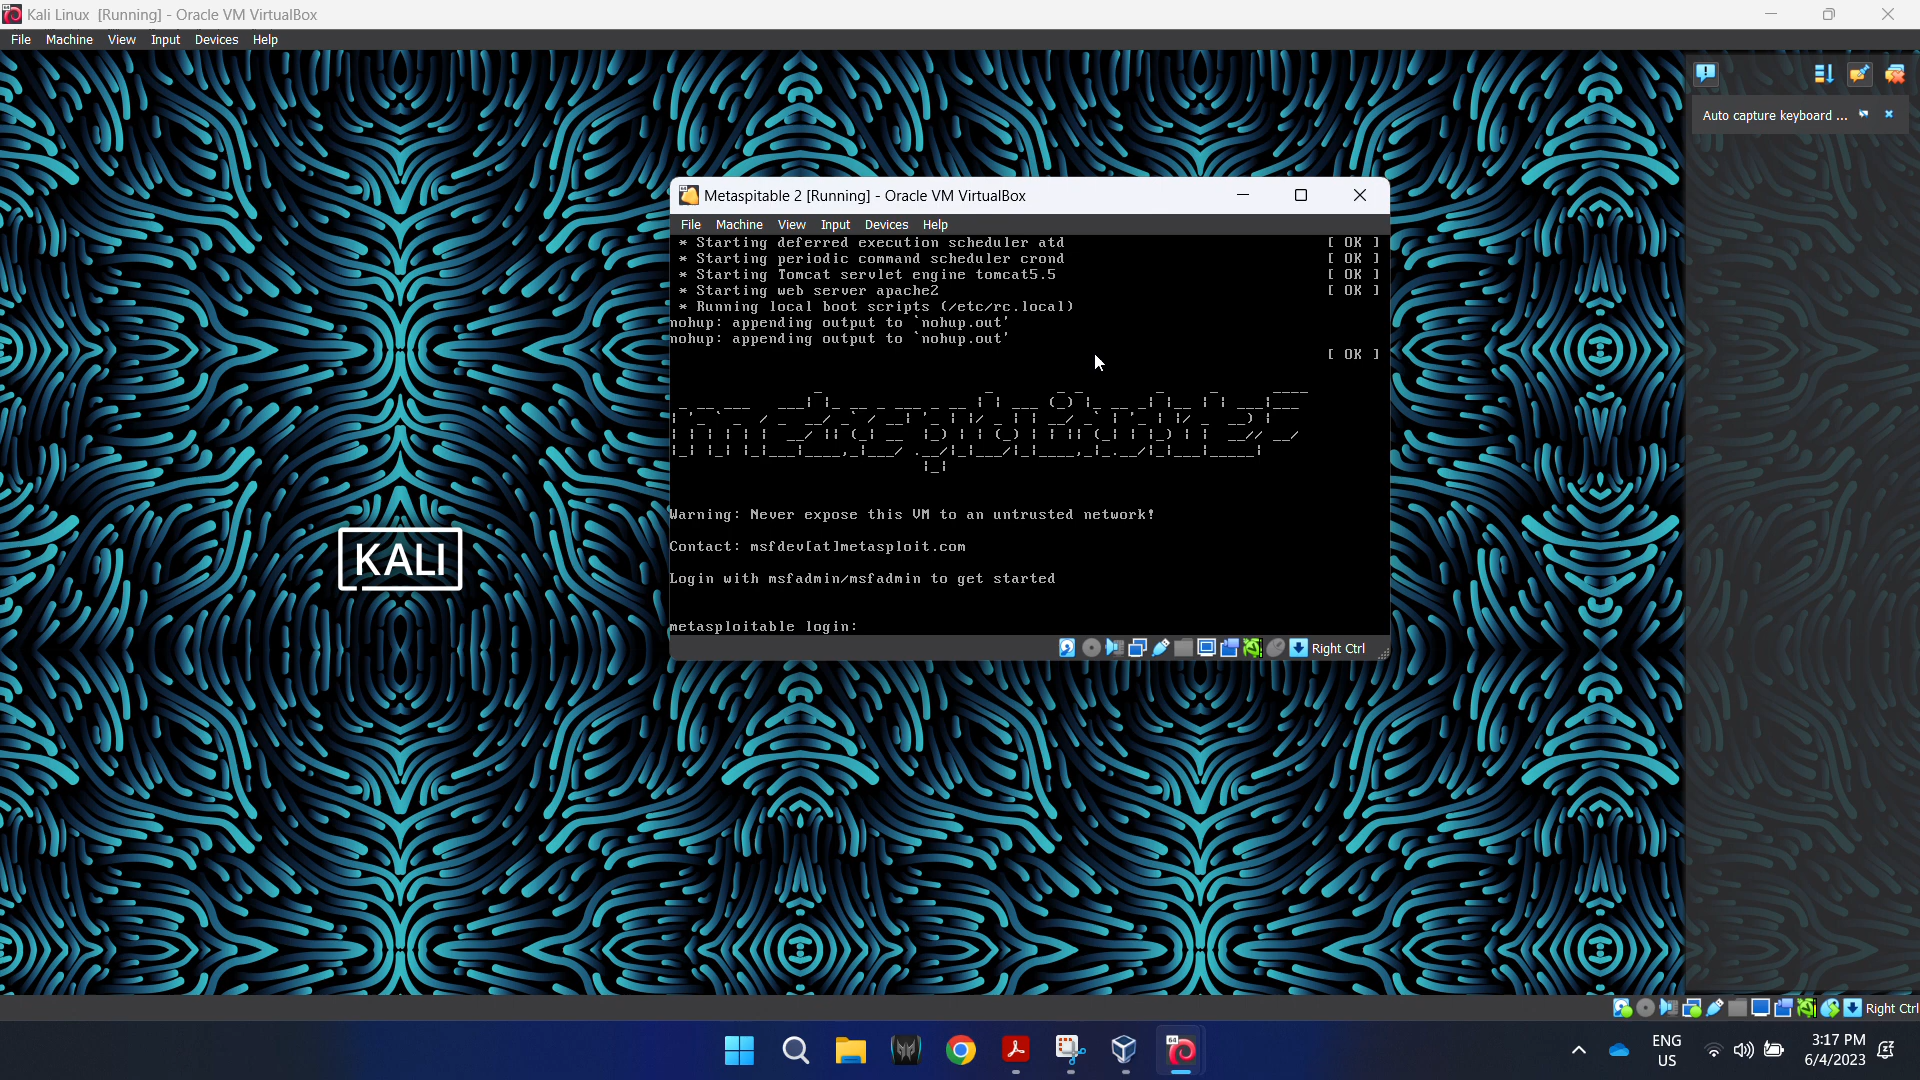 Kali Linux [Running] - Oracle VM VirtualBox
File Machine View Input Devices Help
Auto capture keyboard ...
Metaspitable 2 [Running] - Oracle VM VirtualBox
File Machine View Input Devices Help
* Starting deferred execution scheduler atd [ OK ]
* Starting periodic command scheduler crond [ OK ]
* Starting Tomcat servlet engine tomcat5.5 [ OK ]
* Starting web server apache2 [ OK ]
* Running local boot scripts (/etc/rc.local)
nohup: appending output to `nohup.out'
nohup: appending output to `nohup.out'
[ OK ]
metasploitable2
Warning: Never expose this VM to an untrusted network!
Contact: msfdev[at]metasploit.com
Login with msfadmin/msfadmin to get started
metasploitable login:
Right Ctrl
KALI
Right Ctrl
64
ENG
US
3:17 PM
6/4/2023